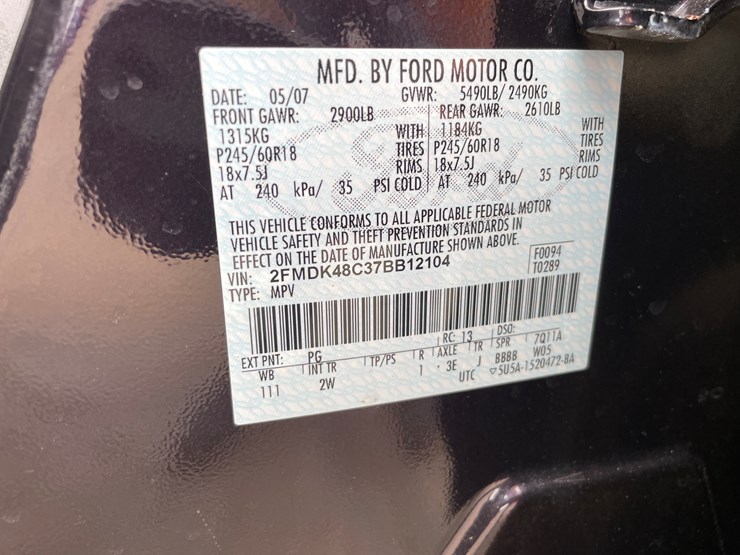 MFD. BY FORD MOTOR CO.
DATE: 05/07 GVWR: 5490LB/ 2490KG
FRONT GAWR: 2900LB REAR GAWR: 2610LB
1315KG WITH 1184KG WITH
P245/60R18 TIRES P245/60R18 TIRES
18x7.5J RIMS 18x7.5J RIMS
AT 240 kPa/ 35 PSI COLD AT 240 kPa/ 35 PSI COLD
THIS VEHICLE CONFORMS TO ALL APPLICABLE FEDERAL MOTOR
VEHICLE SAFETY AND THEFT PREVENTION STANDARDS IN
EFFECT ON THE DATE OF MANUFACTURE SHOWN ABOVE.
VIN: 2FMDK48C37BB12104 F0094
TYPE: MPV T0289
EXT PNT: PG RC: 13 DSO:
WB INT TR TP/PS R AXLE TR SPR 7Q11A
111 2W 1 3E J BBBB W05
UTC ▽5U5A-1520472-BA